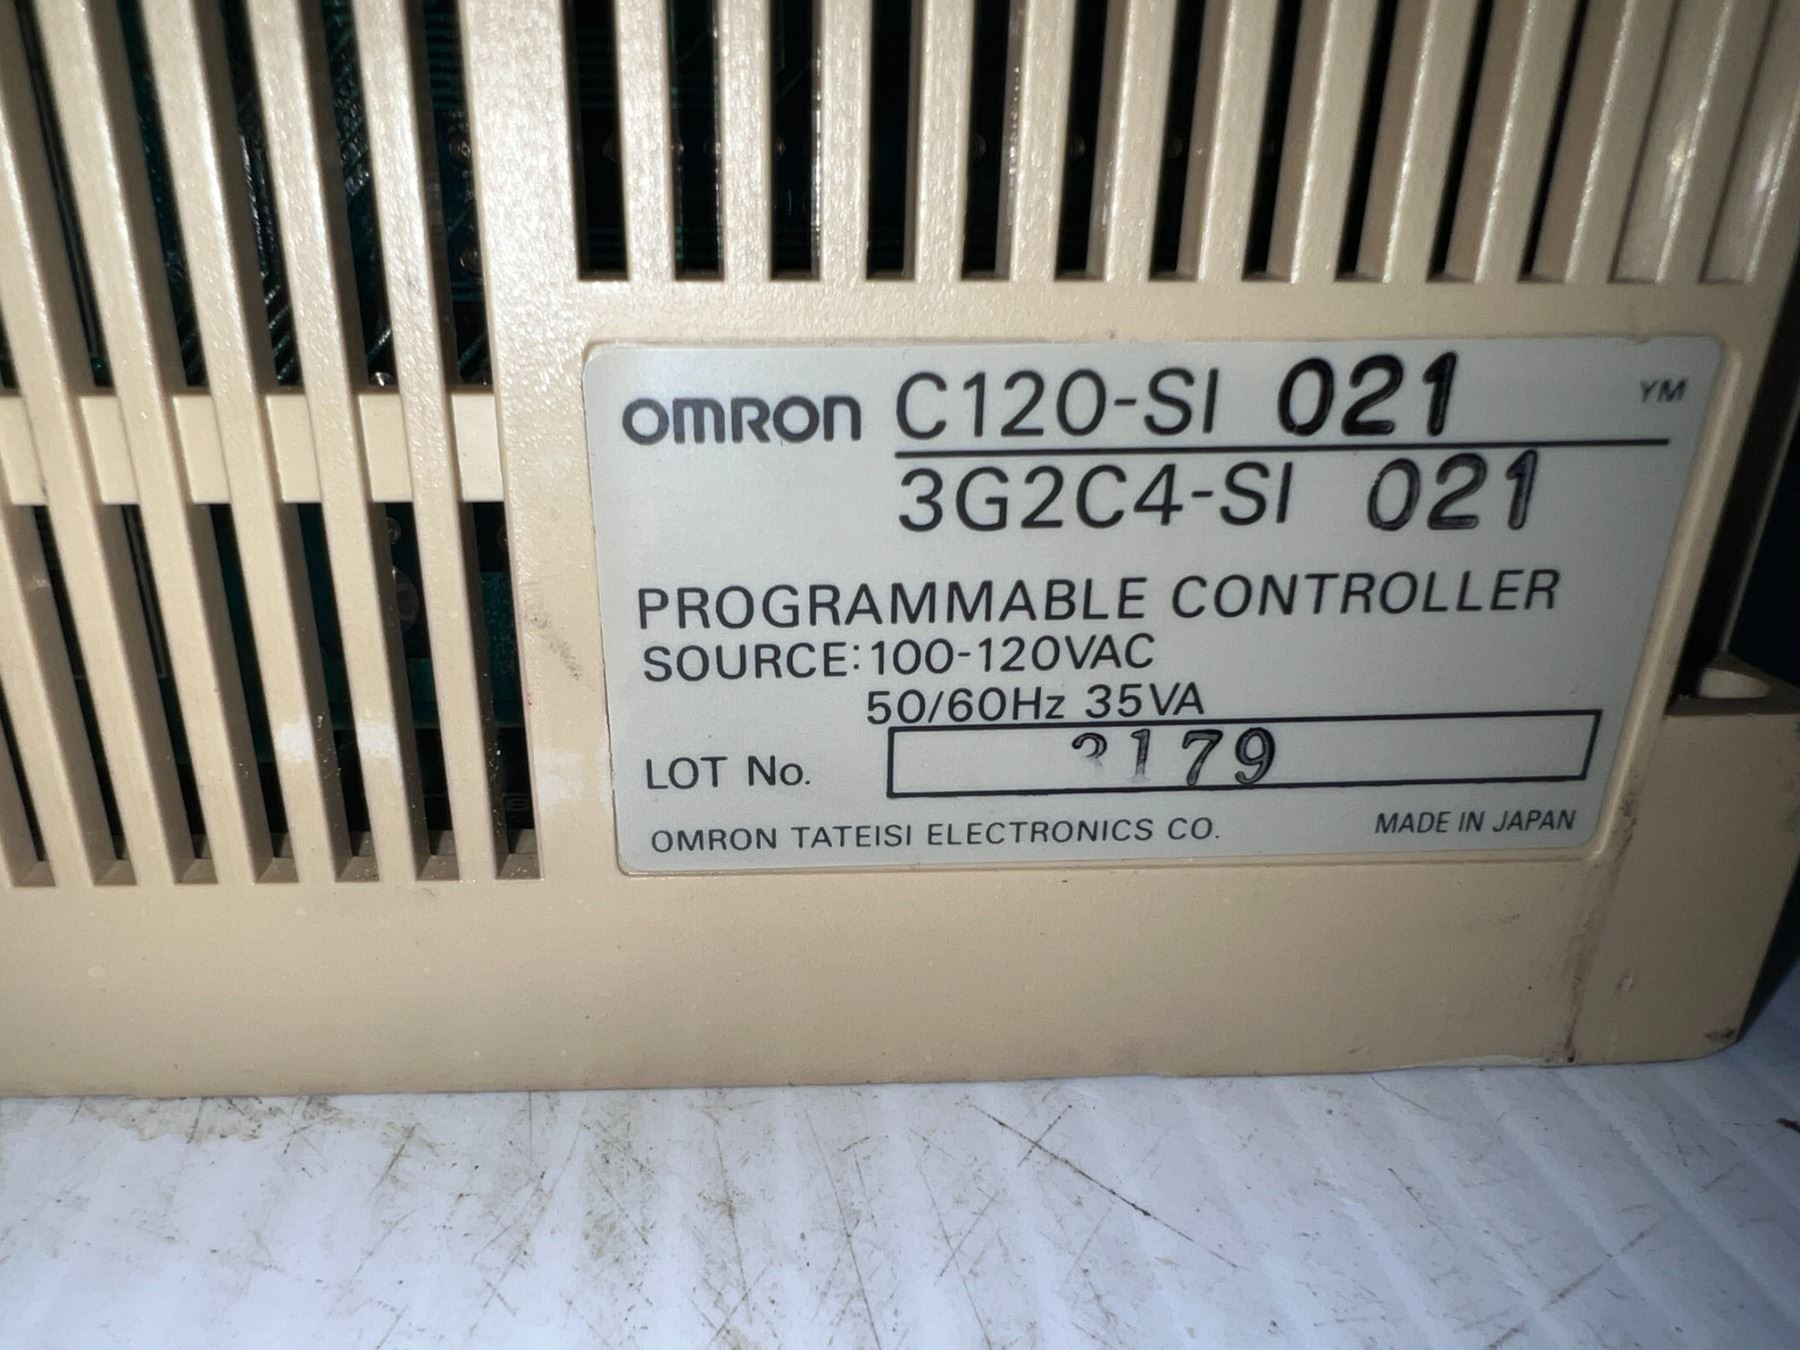 OMRON C120-SI 021 YM
3G2C4-SI 021
PROGRAMMABLE CONTROLLER
SOURCE: 100-120VAC
50/60Hz 35VA
LOT No.
OMRON TATEISI ELECTRONICS CO. MADE IN JAPAN